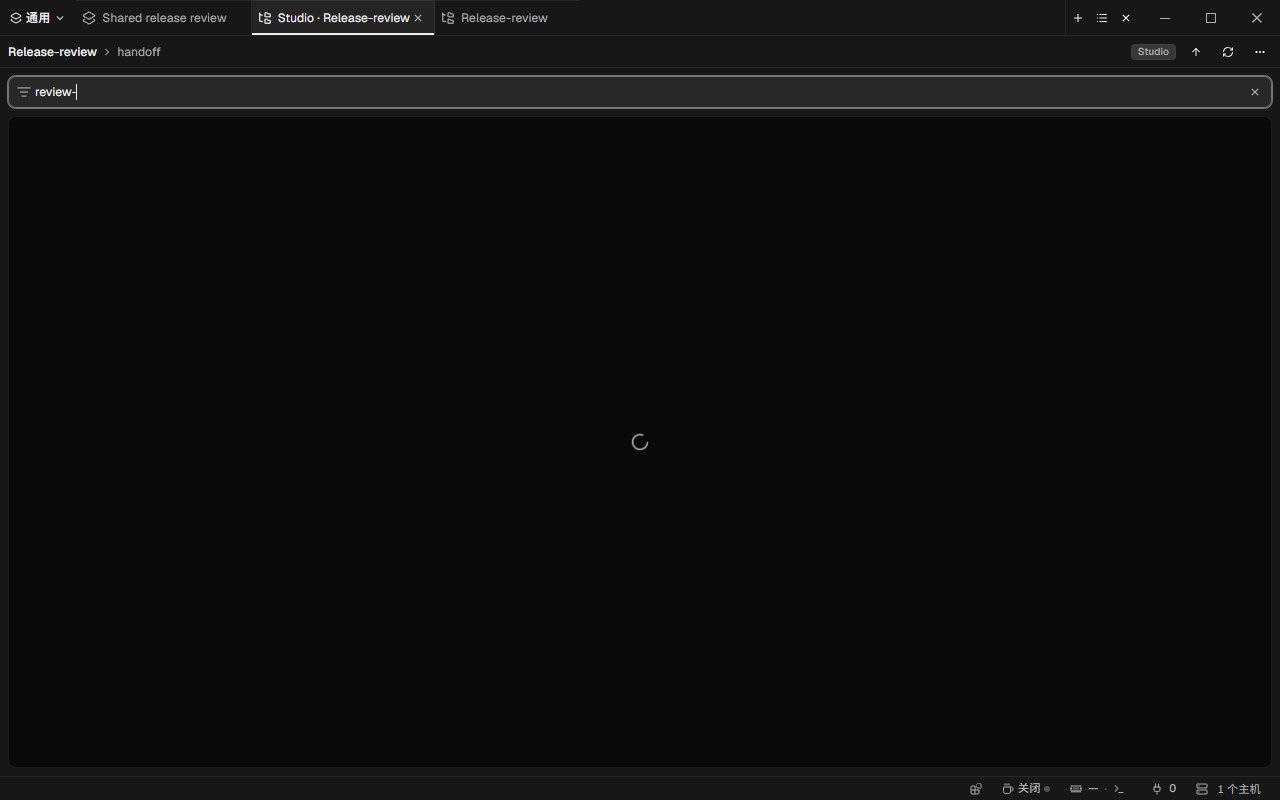 通用
Shared release review
Studio · Release-review
Release-review
Release-review > handoff
Studio
review-
关闭
0
1 个主机